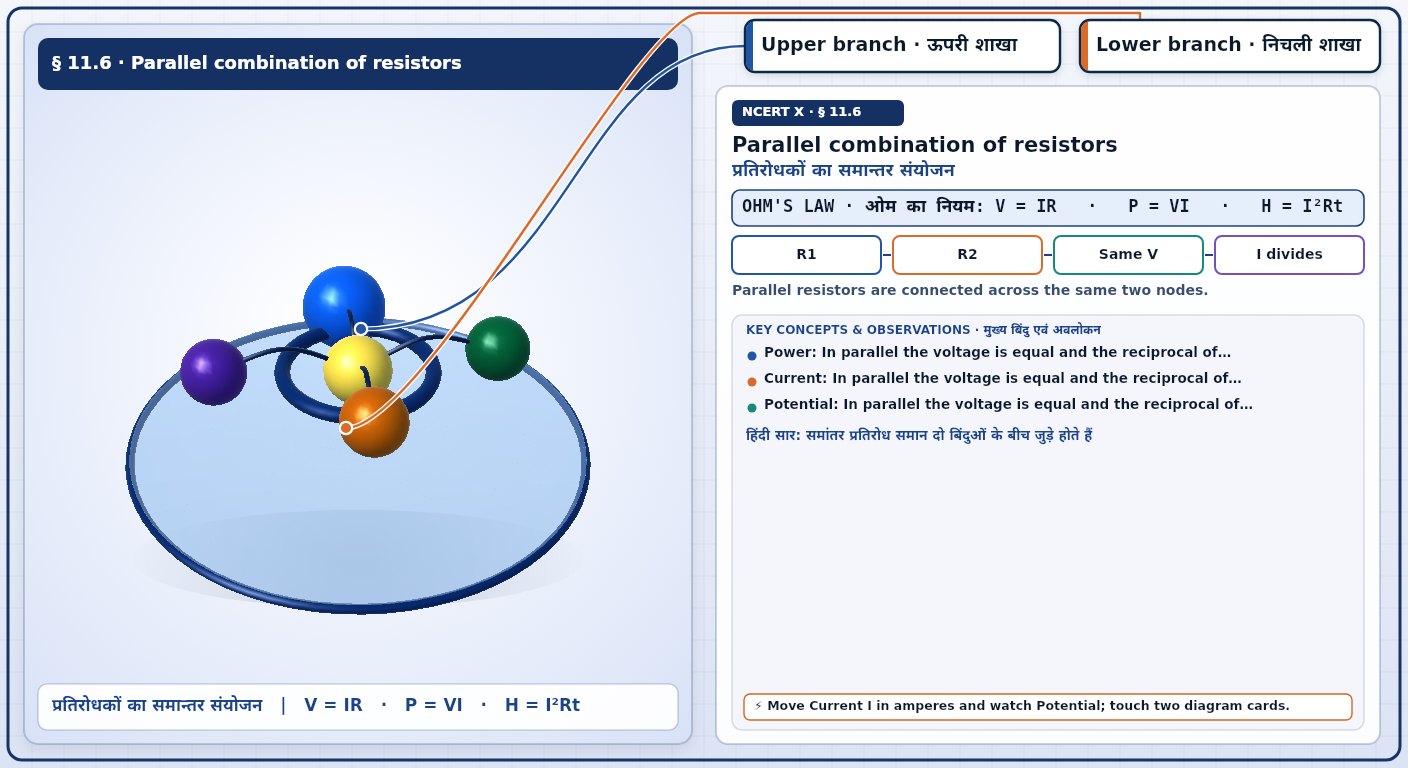 § 11.6 · Parallel combination of resistors
Upper branch · ऊपरी शाखा
Lower branch · निचली शाखा
NCERT X · § 11.6
Parallel combination of resistors
प्रतिरोधकों का समान्तर संयोजन
OHM'S LAW · ओम का नियम: V = IR · P = VI · H = I²Rt
R1
R2
Same V
I divides
Parallel resistors are connected across the same two nodes.
KEY CONCEPTS & OBSERVATIONS · मुख्य बिंदु एवं अवलोकन
Power: In parallel the voltage is equal and the reciprocal of…
Current: In parallel the voltage is equal and the reciprocal of…
Potential: In parallel the voltage is equal and the reciprocal of…
हिंदी सार: समांतर प्रतिरोध समान दो बिंदुओं के बीच जुड़े होते हैं
⚡ Move Current I in amperes and watch Potential; touch two diagram cards.
प्रतिरोधकों का समान्तर संयोजन | V = IR · P = VI · H = I²Rt